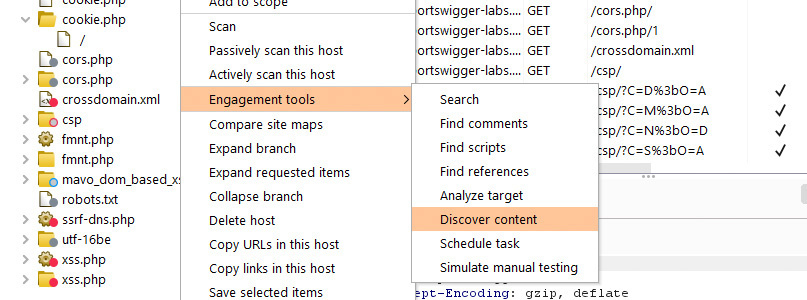 cookie.php
cookie.php
/
cors.php
cors.php
crossdomain.xml
csp
fmnt.php
fmnt.php
mavo_dom_based_xs
robots.txt
ssrf-dns.php
utf-16be
xss.php
xss.php
Add to scope
Scan
Passively scan this host
Actively scan this host
Engagement tools
Compare site maps
Expand branch
Expand requested items
Collapse branch
Delete host
Copy URLs in this host
Copy links in this host
Save selected items
Search
Find comments
Find scripts
Find references
Analyze target
Discover content
Schedule task
Simulate manual testing
ortswigger-labs.... GET /cors.php/
ortswigger-labs.... GET /cors.php/1
ortswigger-labs.... GET /crossdomain.xml
ortswigger-labs.... GET /csp/
csp/?C=D%3bO=A
csp/?C=M%3bO=A
csp/?C=N%3bO=D
csp/?C=S%3bO=A
ept-Encoding: gzip, deflate